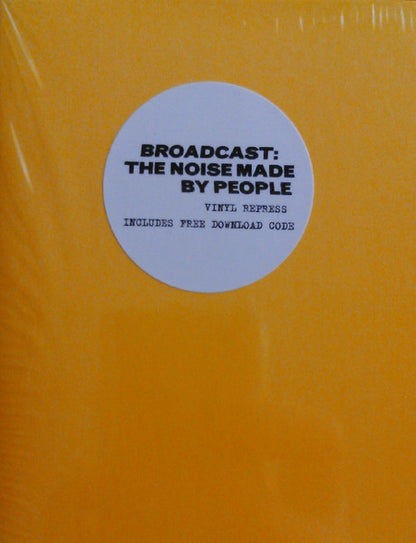 BROADCAST:
THE NOISE MADE
BY PEOPLE
VINYL REPRESS
INCLUDES FREE DOWNLOAD CODE